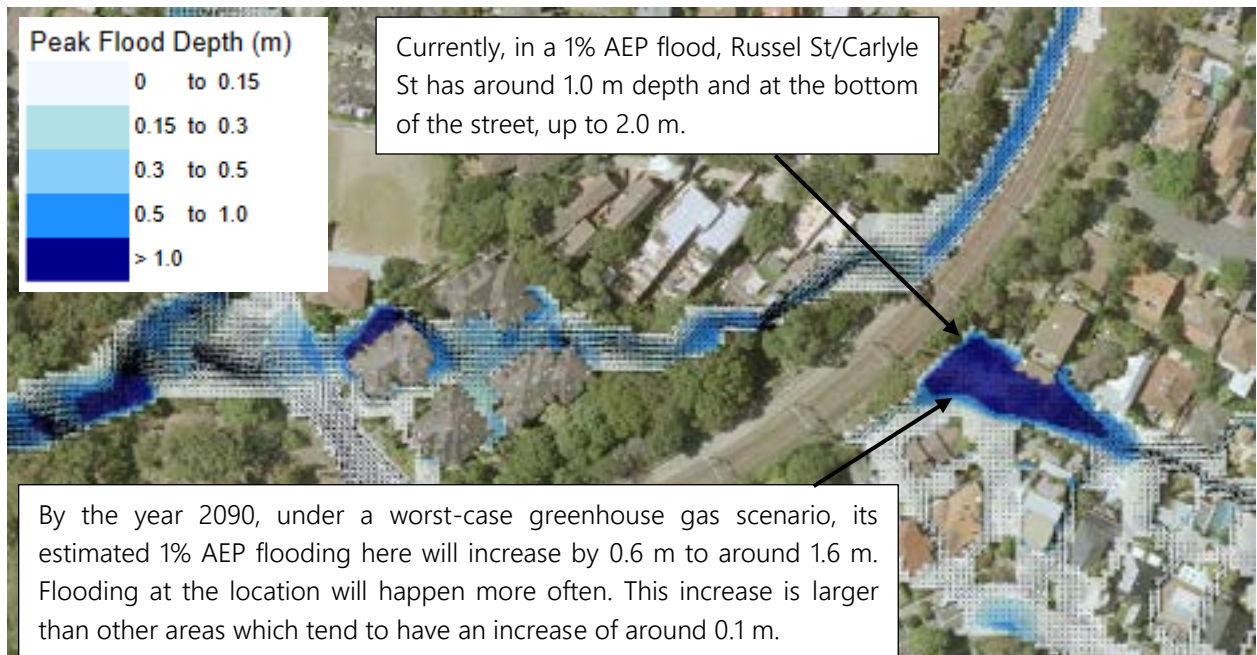 Peak Flood Depth (m)
0 to 0.15
0.15 to 0.3
0.3 to 0.5
0.5 to 1.0
> 1.0
Currently, in a 1% AEP flood, Russel St/Carlyle
St has around 1.0 m depth and at the bottom
of the street, up to 2.0 m.
By the year 2090, under a worst-case greenhouse gas scenario, its
estimated 1% AEP flooding here will increase by 0.6 m to around 1.6 m.
Flooding at the location will happen more often. This increase is larger
than other areas which tend to have an increase of around 0.1 m.